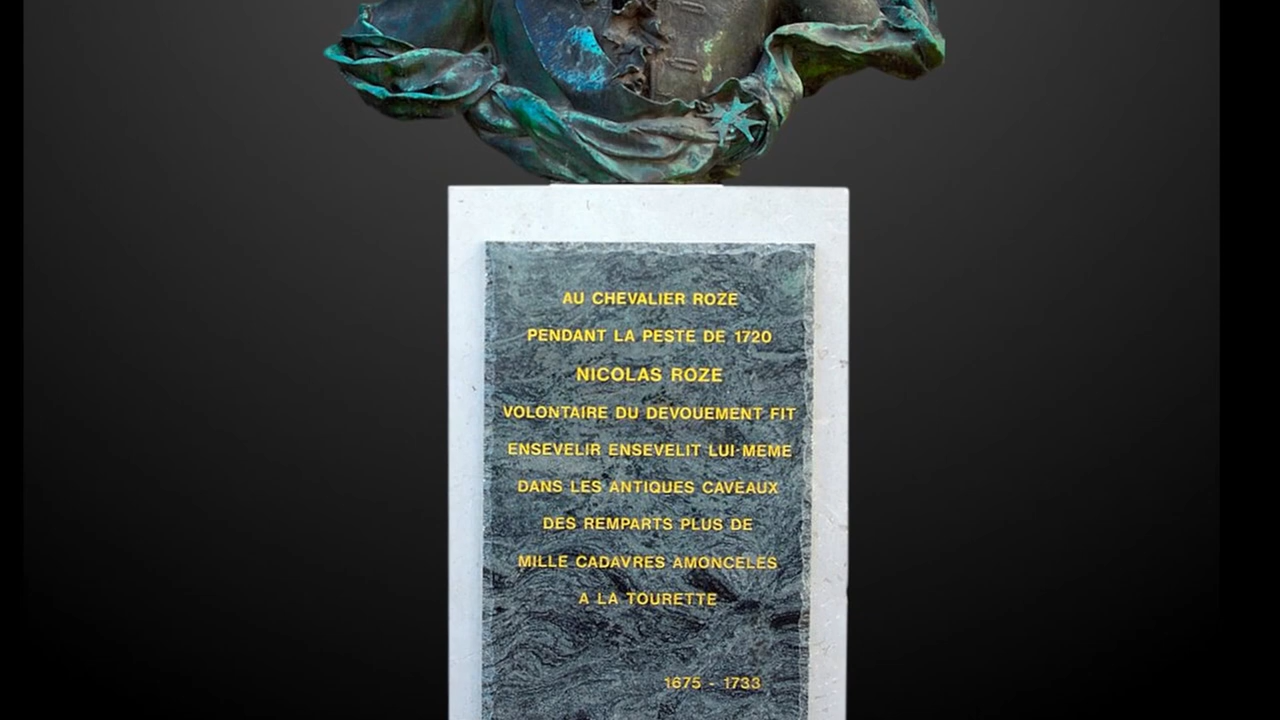 AU CHEVALIER ROZE
PENDANT LA PESTE DE 1720
NICOLAS ROZE
VOLONTAIRE DU DEVOUEMENT FIT
ENSEVELIR ENSEVELIT LUI-MEME
DANS LES ANTIQUES CAVEAUX
DES REMPARTS PLUS DE
MILLE CADAVRES AMONCELES
A LA TOURETTE
1675 - 1733